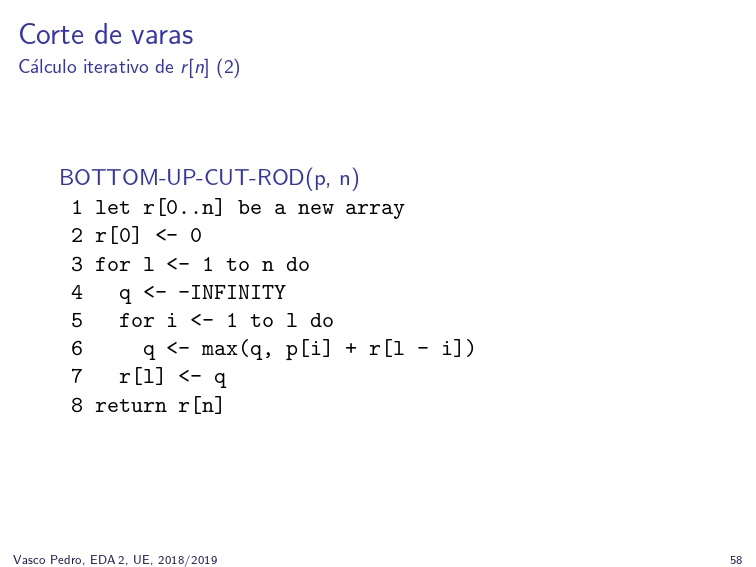 Corte de varas
Cálculo iterativo de r[n] (2)
BOTTOM-UP-CUT-ROD(p, n)
1 let r[0..n] be a new array
2 r[0] <- 0
3 for l <- 1 to n do
4   q <- -INFINITY
5   for i <- 1 to l do
6     q <- max(q, p[i] + r[l - i])
7   r[l] <- q
8 return r[n]
Vasco Pedro, EDA 2, UE, 2018/2019
58